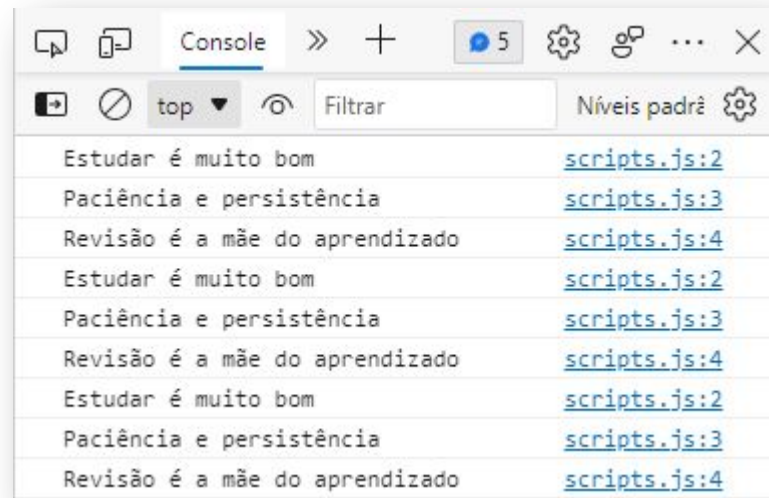 Console 5
top Filtrar Níveis padrã
Estudar é muito bom scripts.js:2
Paciência e persistência scripts.js:3
Revisão é a mãe do aprendizado scripts.js:4
Estudar é muito bom scripts.js:2
Paciência e persistência scripts.js:3
Revisão é a mãe do aprendizado scripts.js:4
Estudar é muito bom scripts.js:2
Paciência e persistência scripts.js:3
Revisão é a mãe do aprendizado scripts.js:4